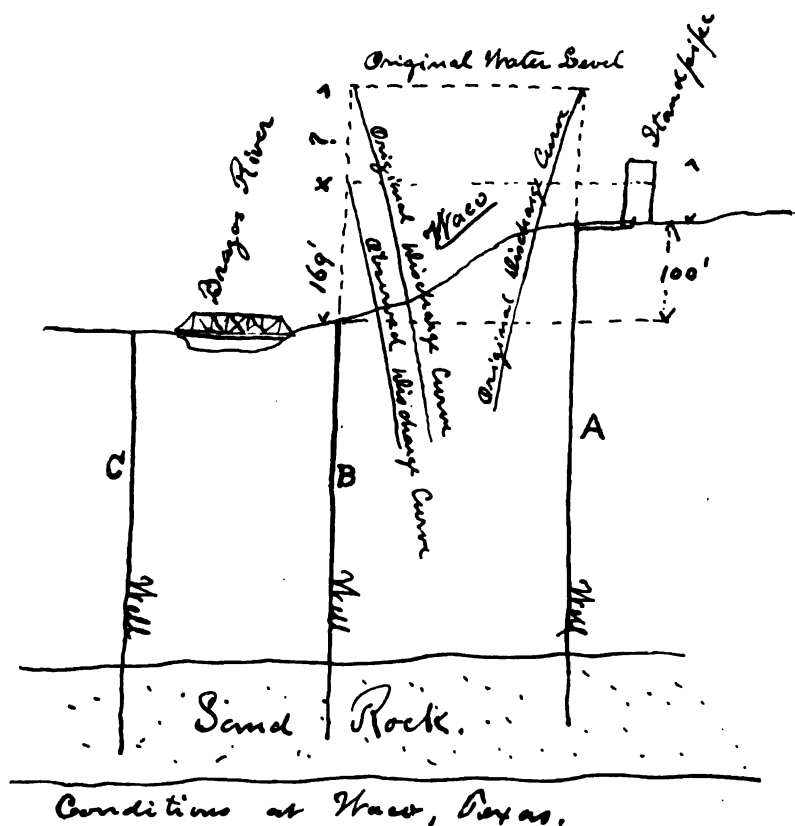 Original Water Level
Standpipe
Brazos River
?
Original Discharge Curve
Original Discharge Curve
Waco
?
169'
100'
Observed Discharge Curve
A
C
B
Well
Well
Well
Sand Rock.
Conditions at Waco, Texas.